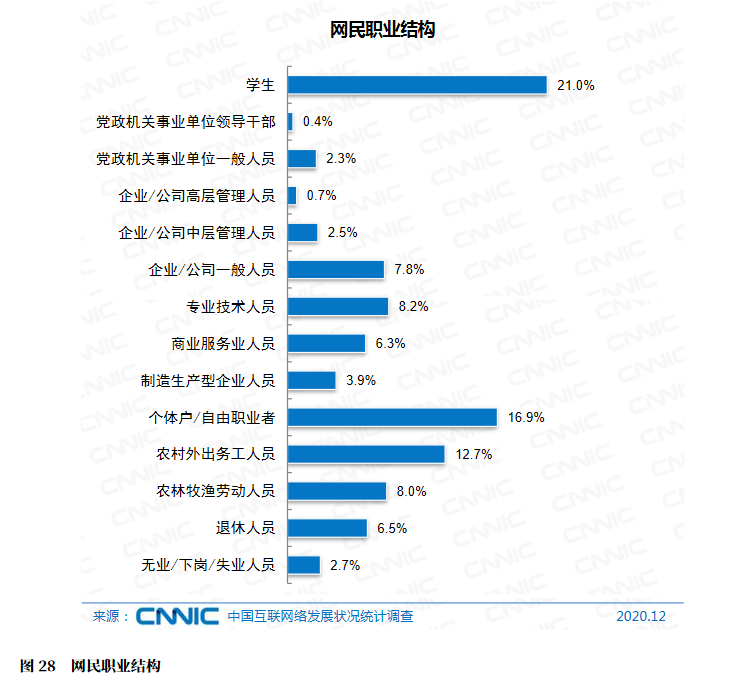 网民职业结构
学生 21.0%
党政机关事业单位领导干部 0.4%
党政机关事业单位一般人员 2.3%
企业/公司高层管理人员 0.7%
企业/公司中层管理人员 2.5%
企业/公司一般人员 7.8%
专业技术人员 8.2%
商业服务业人员 6.3%
制造生产型企业人员 3.9%
个体户/自由职业者 16.9%
农村外出务工人员 12.7%
农林牧渔劳动人员 8.0%
退休人员 6.5%
无业/下岗/失业人员 2.7%
来源：CNNIC 中国互联网络发展状况统计调查 2020.12
图 28 网民职业结构